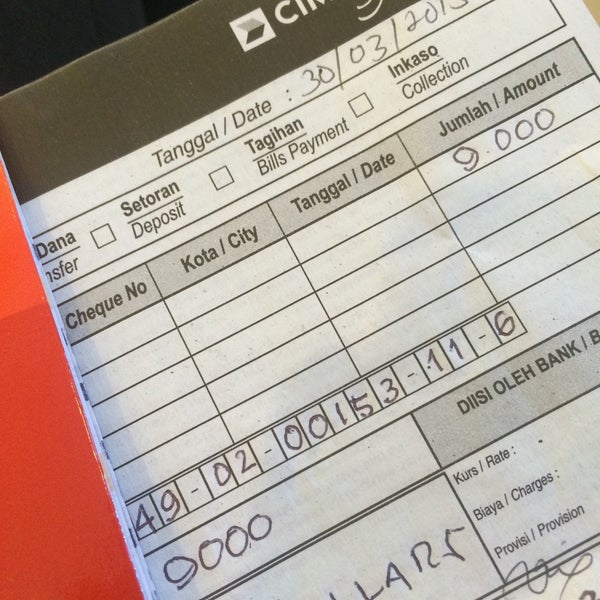 CIM
Tanggal / Date : 30/03/2015
Dana
nsfer
Setoran
Deposit
Tagihan
Bills Payment
Inkaso
Collection
Cheque No
Kota / City
Tanggal / Date
Jumlah / Amount
9.000
49-02-00153-11-6
DIISI OLEH BANK / B
9000
LLARS
Kurs / Rate :
Biaya / Charges :
Provisi / Provision